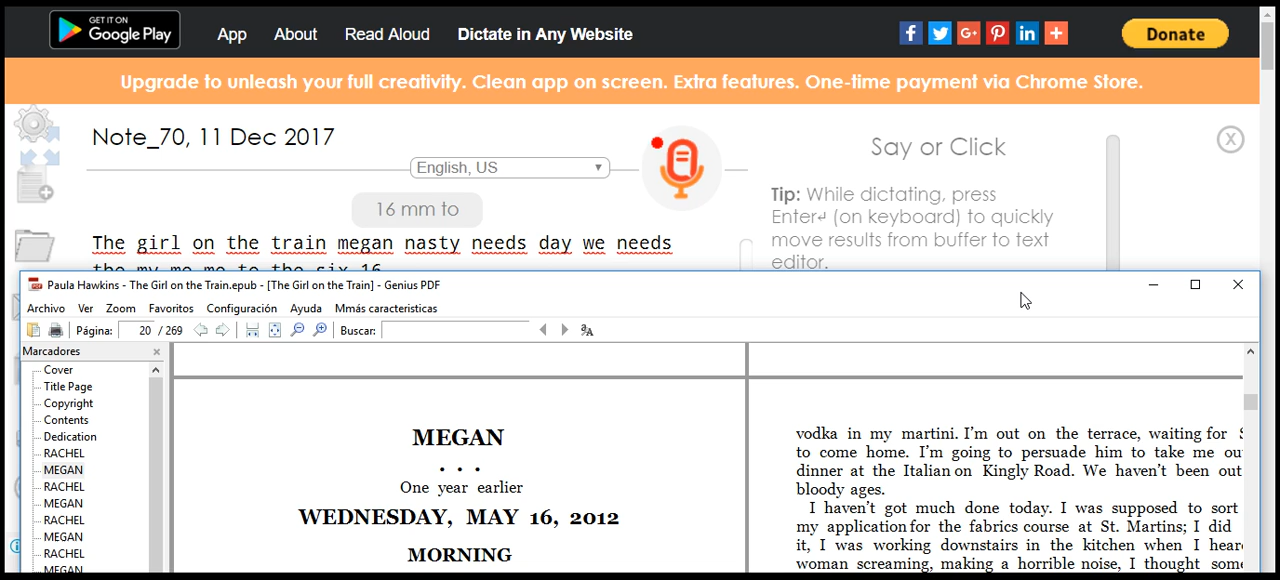 GET IT ON
Google Play
App About Read Aloud Dictate in Any Website
Donate
Upgrade to unleash your full creativity. Clean app on screen. Extra features. One-time payment via Chrome Store.
Note_70, 11 Dec 2017
English, US
16 mm to
The girl on the train megan nasty needs day we needs
the my me me to the six 16
Say or Click
X
Tip: While dictating, press
Enter↵ (on keyboard) to quickly
move results from buffer to text
editor.
Paula Hawkins - The Girl on the Train.epub - [The Girl on the Train] - Genius PDF
Archivo Ver Zoom Favoritos Configuración Ayuda Mmás características
Página: 20 / 269 Buscar:
Marcadores
Cover
Title Page
Copyright
Contents
Dedication
RACHEL
MEGAN
RACHEL
MEGAN
RACHEL
MEGAN
RACHEL
MEGAN
MEGAN
. . .
One year earlier
WEDNESDAY, MAY 16, 2012
MORNING
vodka in my martini. I'm out on the terrace, waiting for
to come home. I'm going to persuade him to take me
dinner at the Italian on Kingly Road. We haven't been out
bloody ages.
I haven't got much done today. I was supposed to sort
my application for the fabrics course at St. Martins; I did
it, I was working downstairs in the kitchen when I
woman screaming, making a horrible noise, I thought